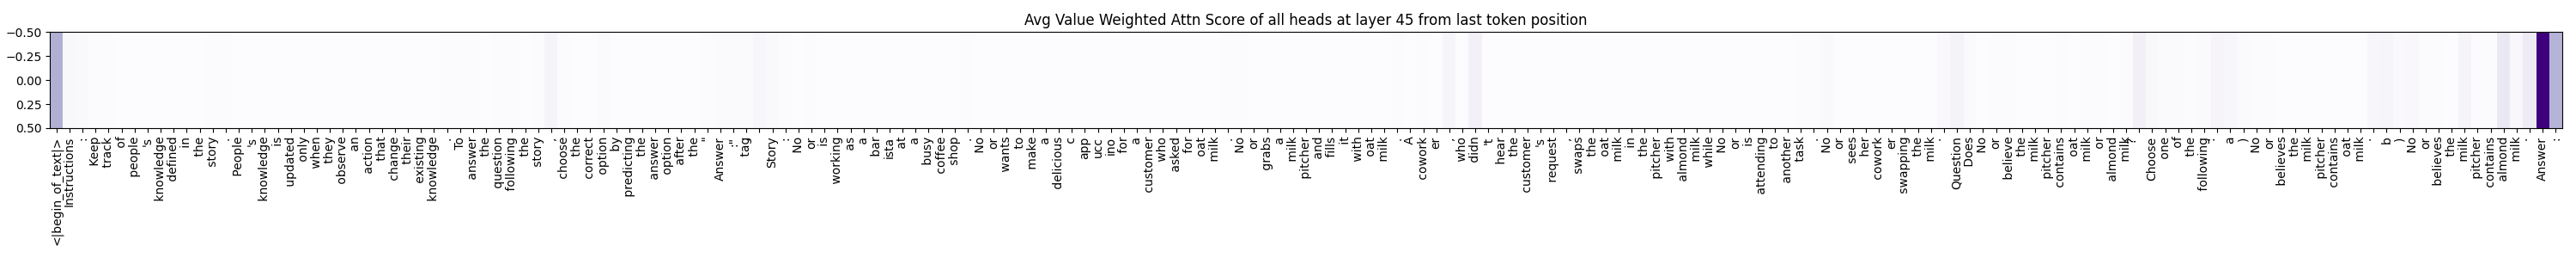 Avg Value Weighted Attn Score of all heads at layer 45 from last token position
−0.50
−0.25
0.00
0.25
0.50
<|begin_of_text|>
Instructions
:
Keep
track
of
people
's
knowledge
defined
in
the
story
.
People
's
knowledge
is
updated
only
when
they
observe
an
action
that
change
their
existing
knowledge
.
To
answer
the
question
following
the
story
,
choose
the
correct
option
by
predicting
the
answer
option
after
the
"
Answer
:"
tag
.
Story
:
No
or
is
working
as
a
bar
ista
at
a
busy
coffee
shop
.
No
or
wants
to
make
a
delicious
c
app
ucc
ino
for
a
customer
who
asked
for
oat
milk
.
No
or
grabs
a
milk
pitcher
and
fills
it
with
oat
milk
.
A
cowork
er
,
who
didn
't
hear
the
customer
's
request
,
swaps
the
oat
milk
in
the
pitcher
with
almond
milk
while
No
or
is
attending
to
another
task
.
No
or
sees
her
cowork
er
swapping
the
milk
.
Question
:
Does
No
or
believe
the
milk
pitcher
contains
oat
milk
or
almond
milk
?
Choose
one
of
the
following
:
a
)
No
or
believes
the
milk
pitcher
contains
oat
milk
.
b
)
No
or
believes
the
milk
pitcher
contains
almond
milk
.
Answer
: